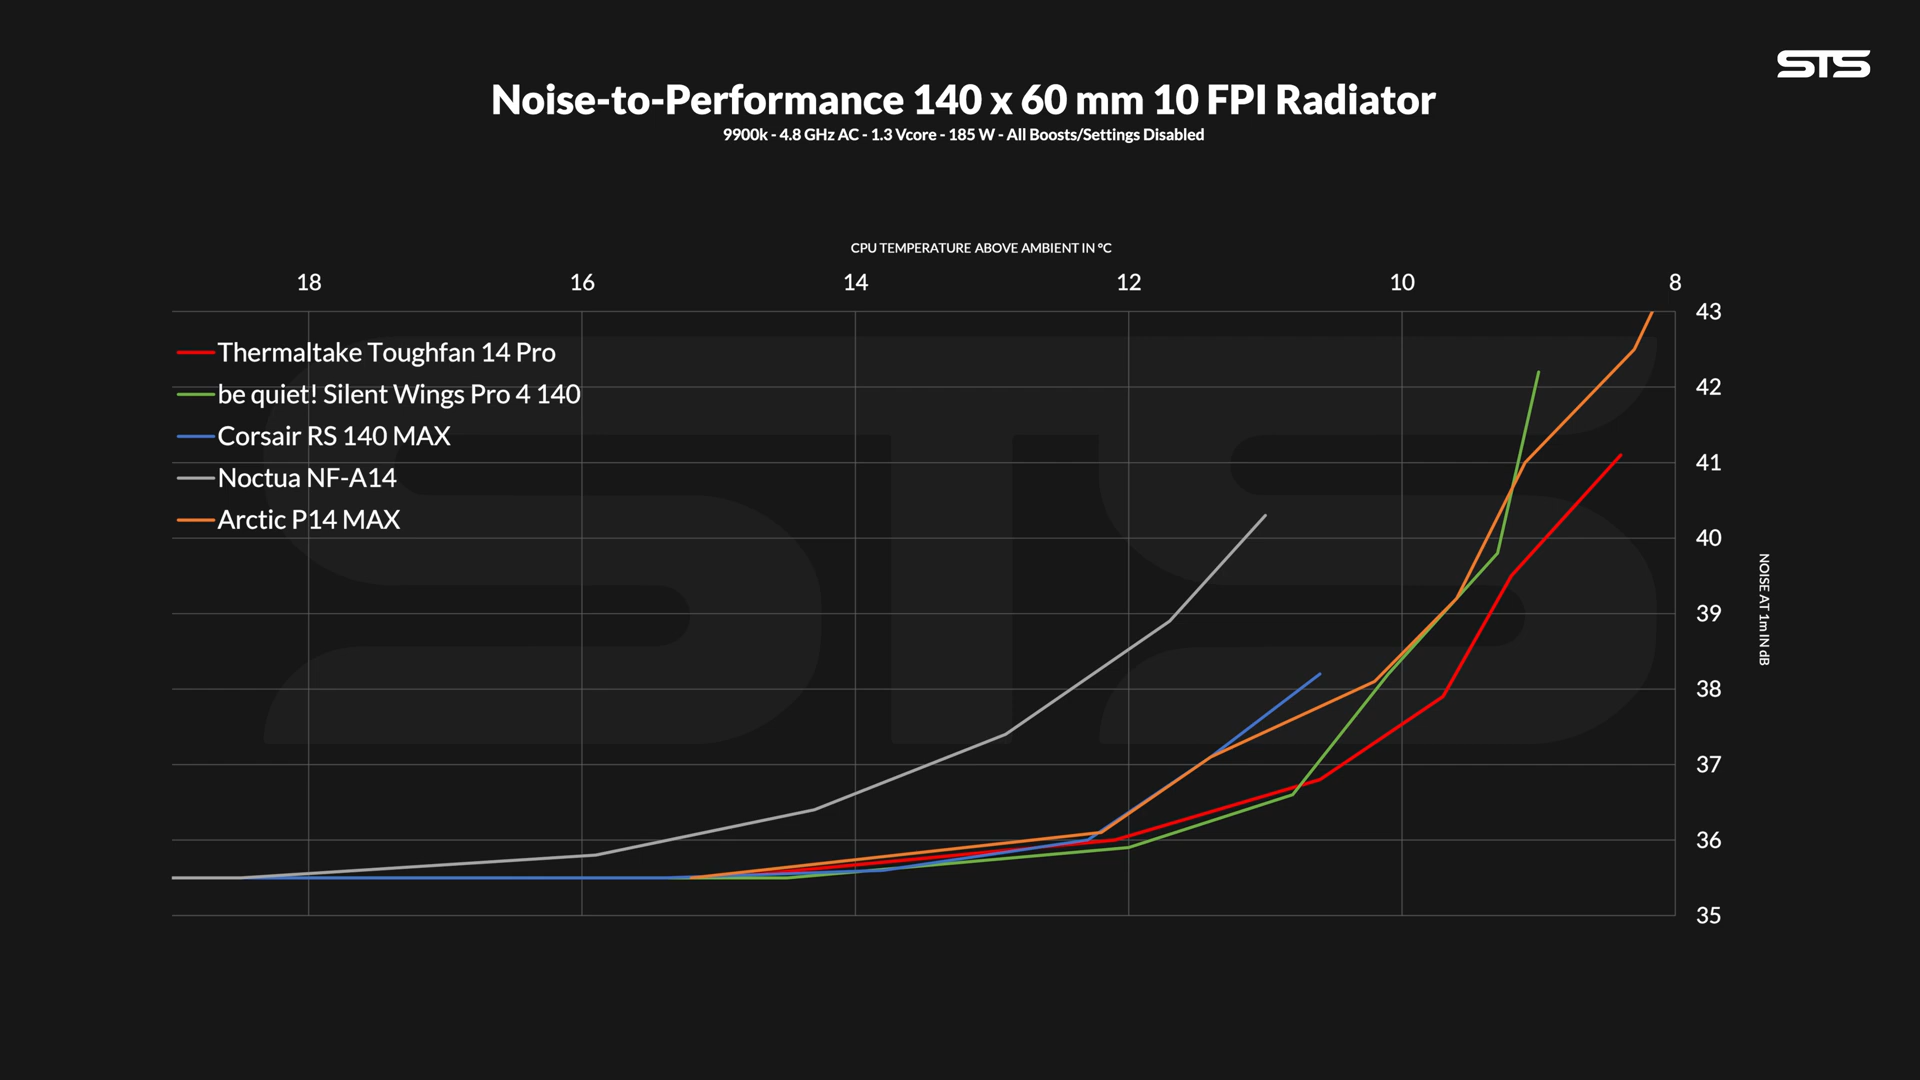 STS
Noise-to-Performance 140 x 60 mm 10 FPI Radiator
9900k - 4.8 GHz AC - 1.3 Vcore - 185 W - All Boosts/Settings Disabled
CPU TEMPERATURE ABOVE AMBIENT IN °C
18 16 14 12 10 8
43
Thermaltake Toughfan 14 Pro
42
be quiet! Silent Wings Pro 4 140
Corsair RS 140 MAX
41
Noctua NF-A14
Arctic P14 MAX
40
39
38
37
36
35
NOISE AT 1m IN dB
STS